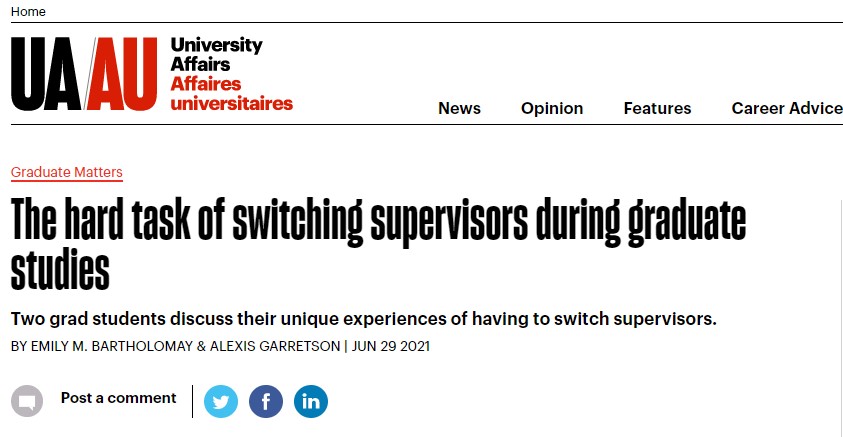 Home
UA/AU
University
Affairs
Affaires
universitaires
News Opinion Features Career Advice
Graduate Matters
The hard task of switching supervisors during graduate
studies
Two grad students discuss their unique experiences of having to switch supervisors.
BY EMILY M. BARTHOLOMAY & ALEXIS GARRETSON | JUN 29 2021
Post a comment
f
in